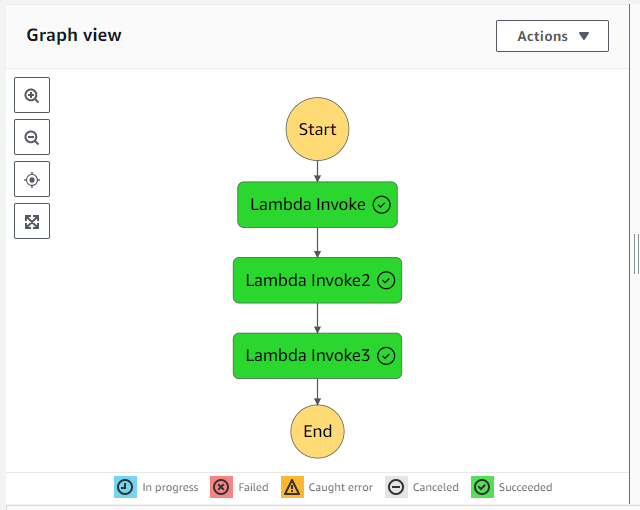 Graph view
Actions
Start
Lambda Invoke
Lambda Invoke2
Lambda Invoke3
End
In progress Failed Caught error Canceled Succeeded